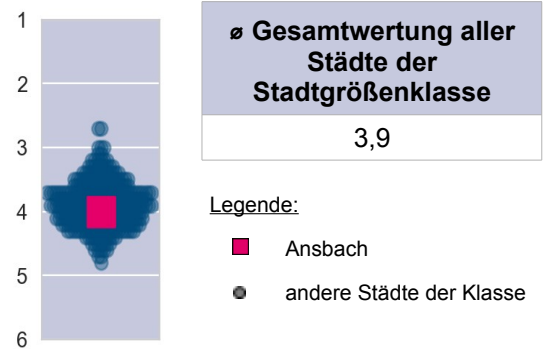 1
2
3
4
5
6
ø Gesamtwertung aller
Städte der
Stadtgrößenklasse
3,9
Legende:
Ansbach
andere Städte der Klasse